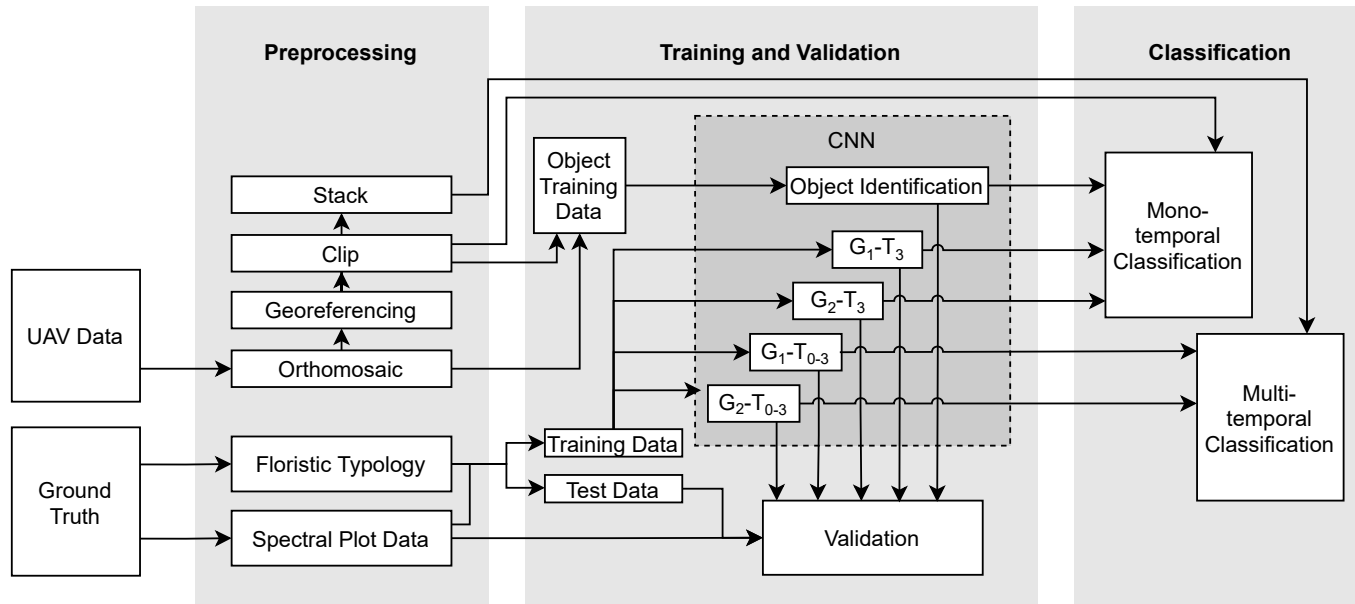 Preprocessing
Training and Validation
Classification
CNN
Object
Training
Data
Object Identification
Stack
Clip
Georeferencing
Orthomosaic
UAV Data
G₁-T₃
G₂-T₃
G₁-T₀₋₃
G₂-T₀₋₃
Mono-
temporal
Classification
Multi-
temporal
Classification
Ground
Truth
Floristic Typology
Spectral Plot Data
Training Data
Test Data
Validation